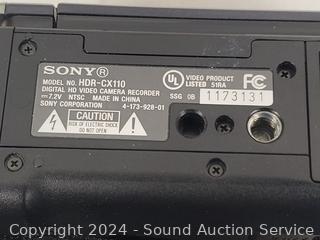 SONY®
MODEL NO. HDR-CX110
DIGITAL HD VIDEO CAMERA RECORDER
7.2V NTSC MADE IN CHINA
SONY CORPORATION 4-173-928-01
CAUTION
RISK OF ELECTRIC SHOCK
DO NOT OPEN
UL® VIDEO PRODUCT
LISTED 51RA
FC
SSG 0B 1173131
Copyright 2024 - Sound Auction Service